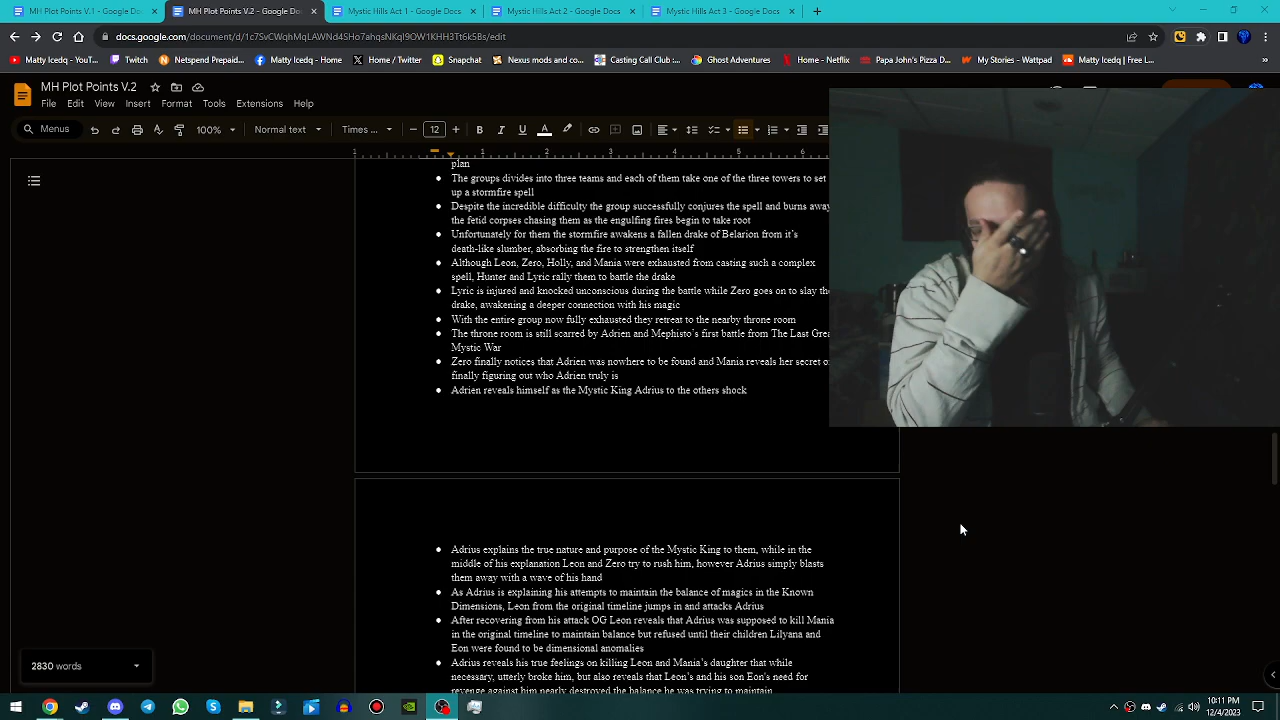 MH Plot Points V.1 - Google Docs
MH Plot Points V.2 - Google Docs
Mystic Hills Act 1 - Google Docs
Mystic Hills Act 2 - Google Docs
Mystic Hills Act 3 - Google Docs
docs.google.com/document/d/1c7SvCWqhMqLAWNd4SHo7ahqsNKqI9OW1KHH3Tt6k5Bs/edit
Matty Icedq - YouT...
Twitch
Netspend Prepaid...
Matty Icedq - Home
Home / Twitter
Snapchat
Nexus mods and co...
Casting Call Club ...
Ghost Adventures
Home - Netflix
Papa John's Pizza D...
My Stories - Wattpad
Matty Icedq | Free L...
MH Plot Points V.2
File Edit View Insert Format Tools Extensions Help
Menus 100% Normal text Times ... 12
1 1 2 3 4 5 6
plan
The groups divides into three teams and each of them take one of the three towers to set
up a stormfire spell
Despite the incredible difficulty the group successfully conjures the spell and burns away
the fetid corpses chasing them as the engulfing fires begin to take root
Unfortunately for them the stormfire awakens a fallen drake of Belarion from it's
death-like slumber, absorbing the fire to strengthen itself
Although Leon, Zero, Holly, and Mania were exhausted from casting such a complex
spell, Hunter and Lyric rally them to battle the drake
Lyric is injured and knocked unconscious during the battle while Zero goes on to slay the
drake, awakening a deeper connection with his magic
With the entire group now fully exhausted they retreat to the nearby throne room
The throne room is still scarred by Adrien and Mephisto's first battle from The Last Grea
Mystic War
Zero finally notices that Adrien was nowhere to be found and Mania reveals her secret o
finally figuring out who Adrien truly is
Adrien reveals himself as the Mystic King Adrius to the others shock
Adrius explains the true nature and purpose of the Mystic King to them, while in the
middle of his explanation Leon and Zero try to rush him, however Adrius simply blasts
them away with a wave of his hand
As Adrius is explaining his attempts to maintain the balance of magics in the Known
Dimensions, Leon from the original timeline jumps in and attacks Adrius
After recovering from his attack OG Leon reveals that Adrius was supposed to kill Mania
in the original timeline to maintain balance but refused until their children Lilyana and
Eon were found to be dimensional anomalies
Adrius reveals his true feelings on killing Leon and Mania's daughter that while
necessary, utterly broke him, but also reveals that Leon's and his son Eon's need for
revenge against him nearly destroyed the balance he was trying to maintain
2830 words
10:11 PM
12/4/2023